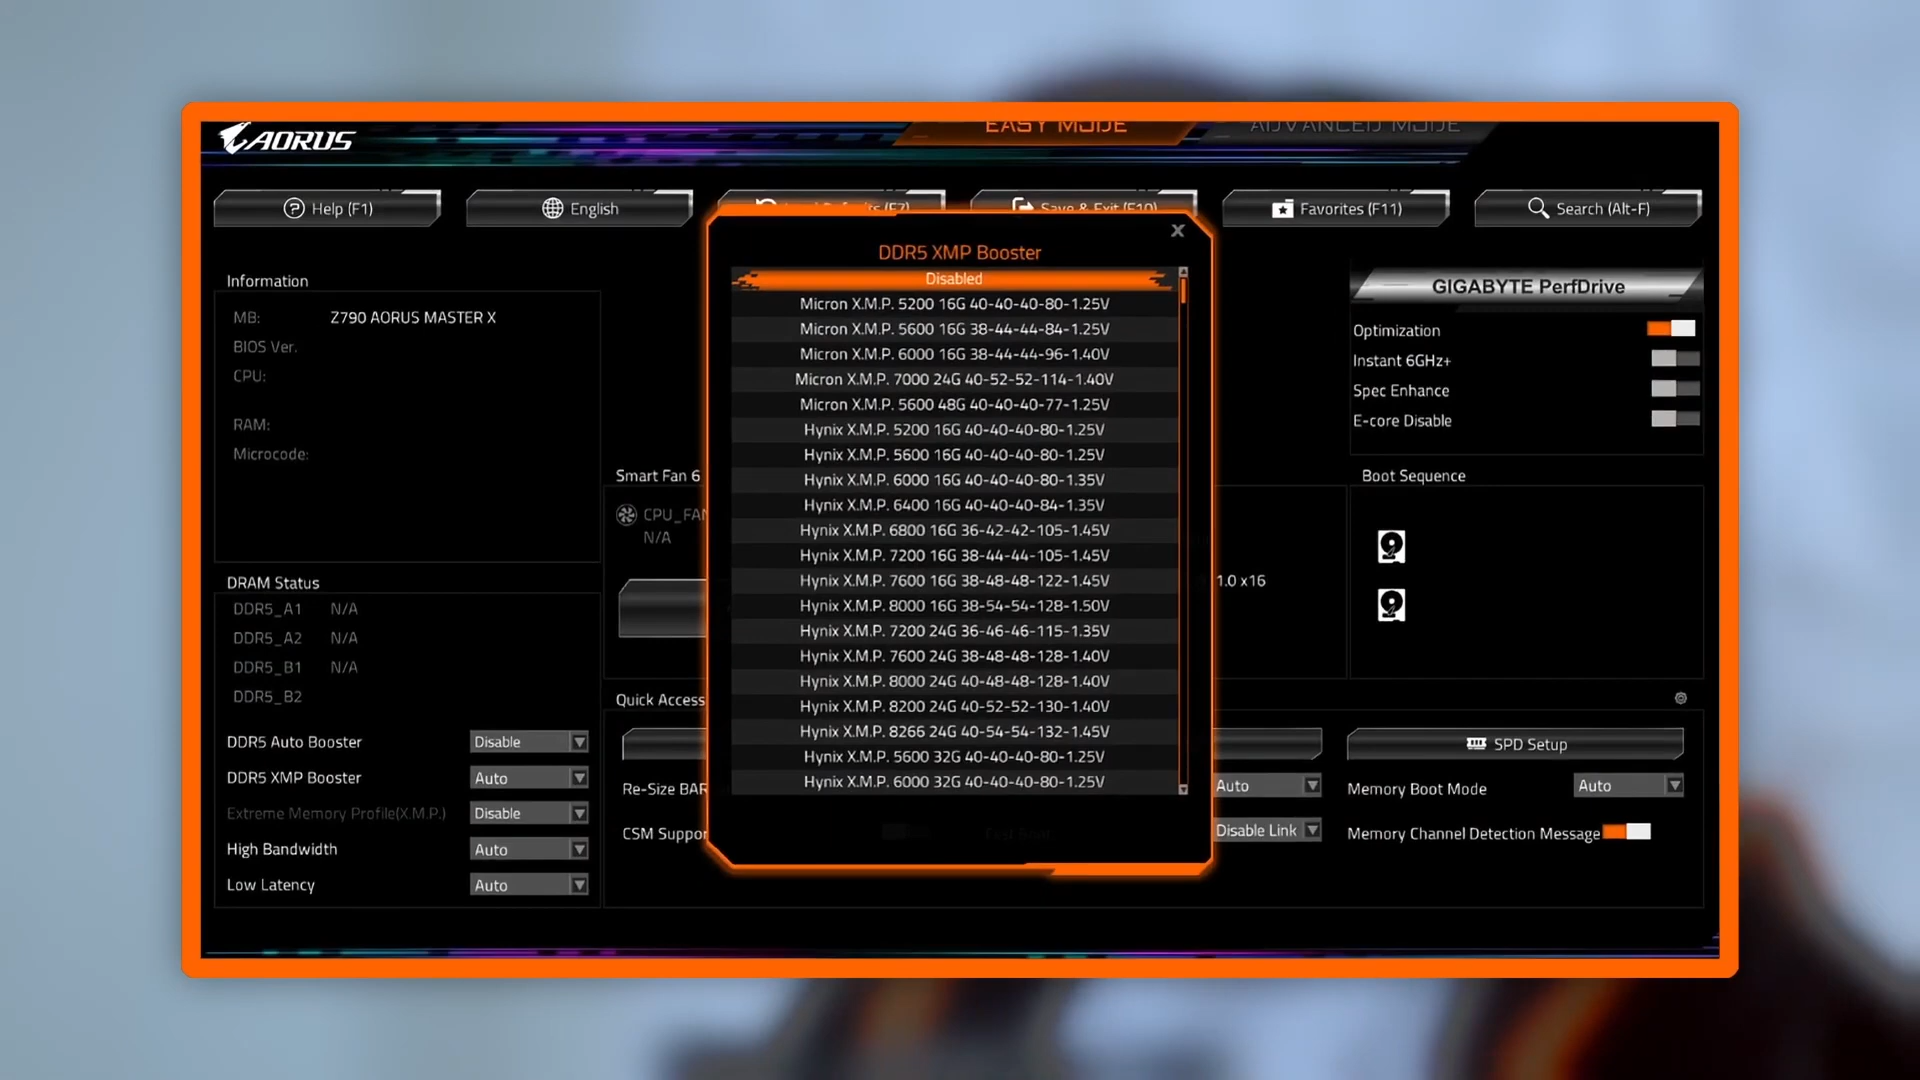 AORUS
EASY MODE
ADVANCED MODE
Help (F1)
English
Save & Exit (F10)
Favorites (F11)
Search (Alt-F)
Information
MB: Z790 AORUS MASTER X
BIOS Ver.
CPU:
RAM:
Microcode:
DRAM Status
DDR5_A1 N/A
DDR5_A2 N/A
DDR5_B1 N/A
DDR5_B2
DDR5 Auto Booster Disable
DDR5 XMP Booster Auto
Extreme Memory Profile(X.M.P.) Disable
High Bandwidth Auto
Low Latency Auto
Smart Fan 6
CPU_FAN
N/A
Quick Access
Re-Size BAR
CSM Suppor
X
DDR5 XMP Booster
Disabled
Micron X.M.P. 5200 16G 40-40-40-80-1.25V
Micron X.M.P. 5600 16G 38-44-44-84-1.25V
Micron X.M.P. 6000 16G 38-44-44-96-1.40V
Micron X.M.P. 7000 24G 40-52-52-114-1.40V
Micron X.M.P. 5600 48G 40-40-40-77-1.25V
Hynix X.M.P. 5200 16G 40-40-40-80-1.25V
Hynix X.M.P. 5600 16G 40-40-40-80-1.25V
Hynix X.M.P. 6000 16G 40-40-40-80-1.35V
Hynix X.M.P. 6400 16G 40-40-40-84-1.35V
Hynix X.M.P. 6800 16G 36-42-42-105-1.45V
Hynix X.M.P. 7200 16G 38-44-44-105-1.45V
Hynix X.M.P. 7600 16G 38-48-48-122-1.45V
Hynix X.M.P. 8000 16G 38-54-54-128-1.50V
Hynix X.M.P. 7200 24G 36-46-46-115-1.35V
Hynix X.M.P. 7600 24G 38-48-48-128-1.40V
Hynix X.M.P. 8000 24G 40-48-48-128-1.40V
Hynix X.M.P. 8200 24G 40-52-52-130-1.40V
Hynix X.M.P. 8266 24G 40-54-54-132-1.45V
Hynix X.M.P. 5600 32G 40-40-40-80-1.25V
Hynix X.M.P. 6000 32G 40-40-40-80-1.25V
1.0 x16
Auto
Disable Link
GIGABYTE PerfDrive
Optimization
Instant 6GHz+
Spec Enhance
E-core Disable
Boot Sequence
SPD Setup
Memory Boot Mode Auto
Memory Channel Detection Message